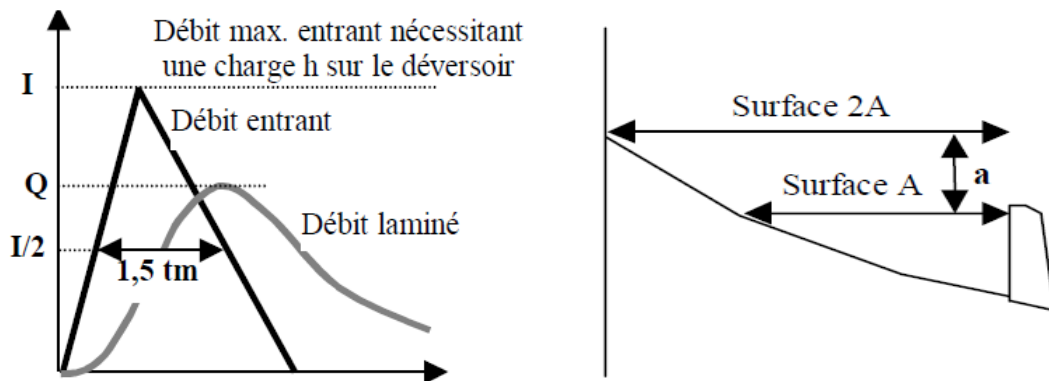 Débit max. entrant nécessitant
une charge h sur le déversoir
I
Débit entrant
Q
Débit laminé
I/2
1,5 tm
Surface 2A
a
Surface A